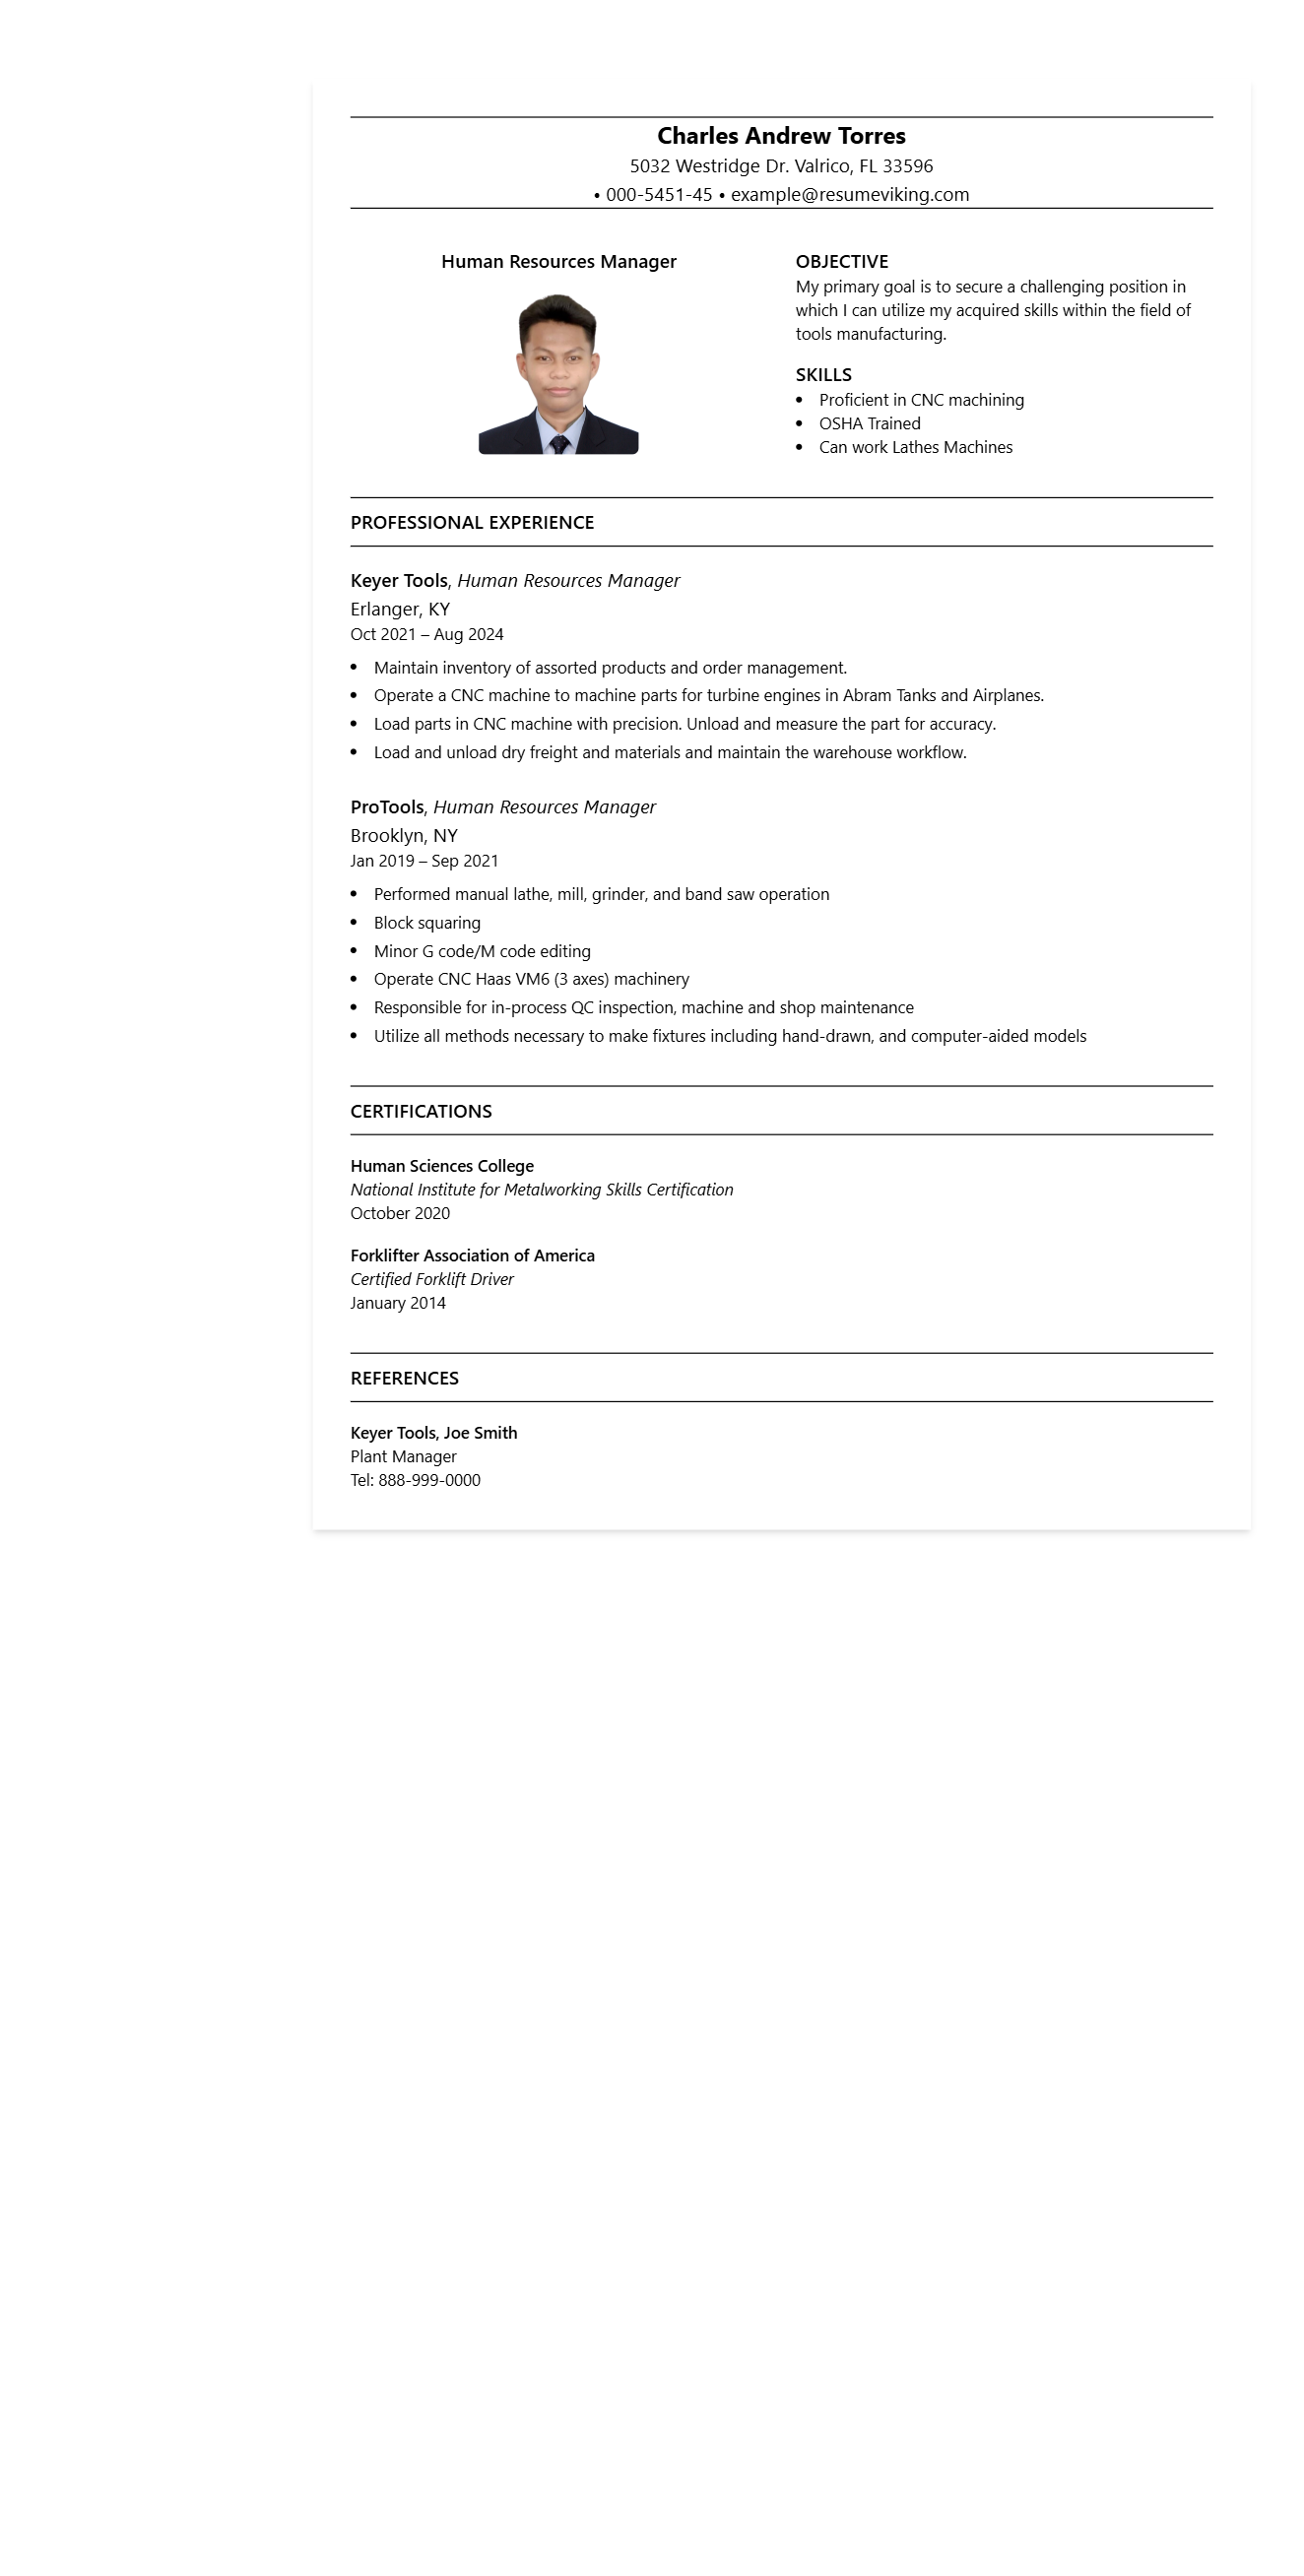 Charles Andrew Torres
5032 Westridge Dr. Valrico, FL 33596
• 000-5451-45 • example@resumeviking.com
Human Resources Manager
OBJECTIVE
My primary goal is to secure a challenging position in
which I can utilize my acquired skills within the field of
tools manufacturing.
SKILLS
• Proficient in CNC machining
• OSHA Trained
• Can work Lathes Machines
PROFESSIONAL EXPERIENCE
Keyer Tools, Human Resources Manager
Erlanger, KY
Oct 2021 – Aug 2024
• Maintain inventory of assorted products and order management.
• Operate a CNC machine to machine parts for turbine engines in Abram Tanks and Airplanes.
• Load parts in CNC machine with precision. Unload and measure the part for accuracy.
• Load and unload dry freight and materials and maintain the warehouse workflow.
ProTools, Human Resources Manager
Brooklyn, NY
Jan 2019 – Sep 2021
• Performed manual lathe, mill, grinder, and band saw operation
• Block squaring
• Minor G code/M code editing
• Operate CNC Haas VM6 (3 axes) machinery
• Responsible for in-process QC inspection, machine and shop maintenance
• Utilize all methods necessary to make fixtures including hand-drawn, and computer-aided models
CERTIFICATIONS
Human Sciences College
National Institute for Metalworking Skills Certification
October 2020
Forklifter Association of America
Certified Forklift Driver
January 2014
REFERENCES
Keyer Tools, Joe Smith
Plant Manager
Tel: 888-999-0000